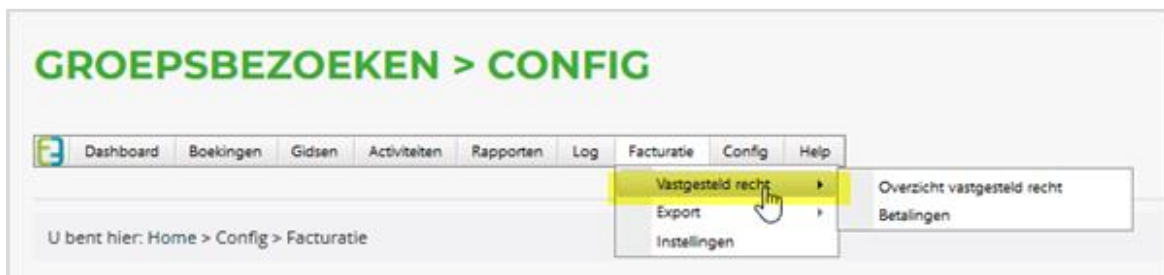 GROEPSBEZOEKEN > CONFIG
Dashboard Boekingen Gidsen Activiteiten Rapporten Log Facturatie Config Help
Vastgesteld recht Overzicht vastgesteld recht
Export Betalingen
U bent hier: Home > Config > Facturatie Instellingen